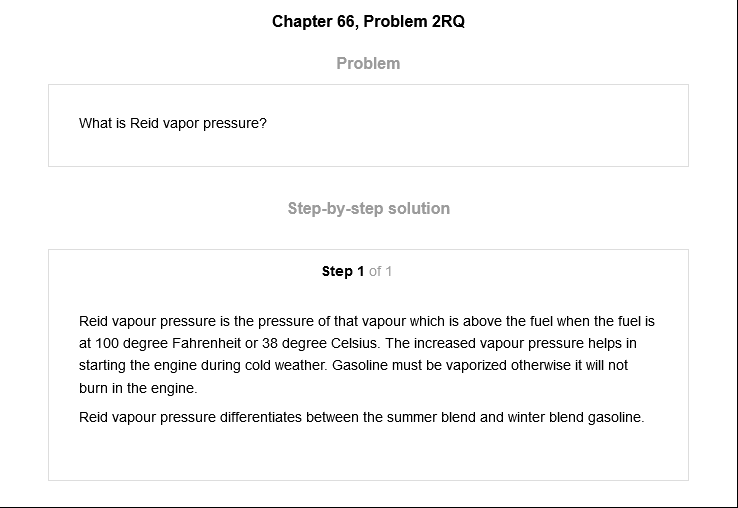 Chapter 66, Problem 2RQ
Problem
What is Reid vapor pressure?
Step-by-step solution
Step 1 of 1
Reid vapour pressure is the pressure of that vapour which is above the fuel when the fuel is
at 100 degree Fahrenheit or 38 degree Celsius. The increased vapour pressure helps in
starting the engine during cold weather. Gasoline must be vaporized otherwise it will not
burn in the engine.
Reid vapour pressure differentiates between the summer blend and winter blend gasoline.